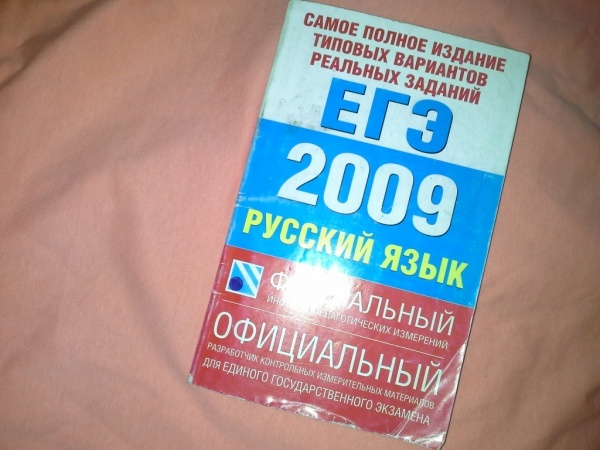 САМОЕ ПОЛНОЕ ИЗДАНИЕ
ТИПОВЫХ ВАРИАНТОВ
РЕАЛЬНЫХ ЗАДАНИЙ
ЕГЭ
2009
РУССКИЙ ЯЗЫК
ПЕДАГОГИЧЕСКИХ ИЗМЕРЕНИЙ
ОФИЦИАЛЬНЫЙ
РАЗРАБОТЧИК КОНТРОЛЬНЫХ ИЗМЕРИТЕЛЬНЫХ МАТЕРИАЛОВ
ДЛЯ ЕДИНОГО ГОСУДАРСТВЕННОГО ЭКЗАМЕНА